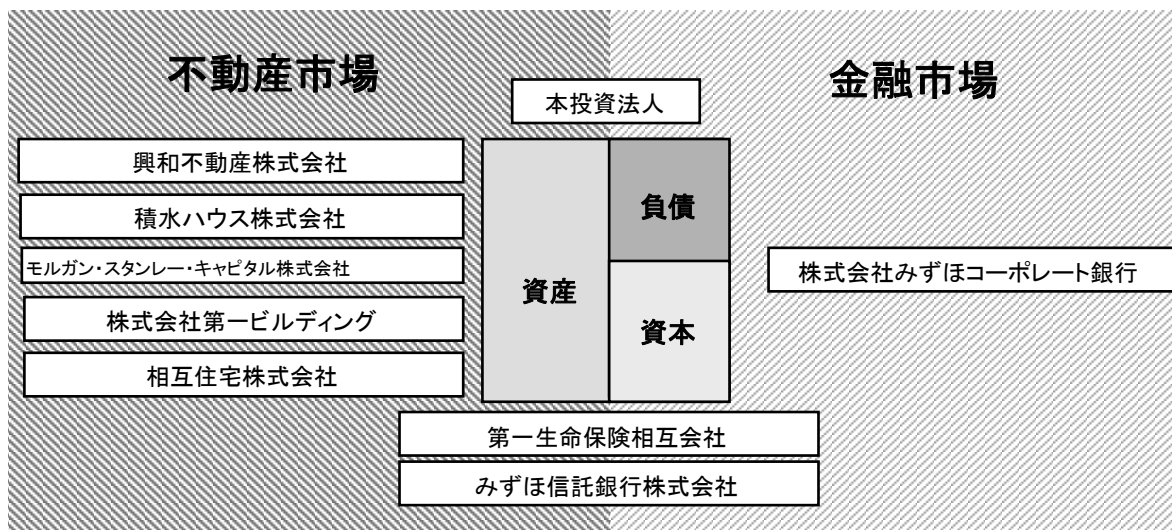 不動産市場
金融市場
本投資法人
興和不動産株式会社
積水ハウス株式会社
モルガン・スタンレー・キャピタル株式会社
株式会社第一ビルディング
相互住宅株式会社
資産
負債
資本
株式会社みずほコーポレート銀行
第一生命保険相互会社
みずほ信託銀行株式会社